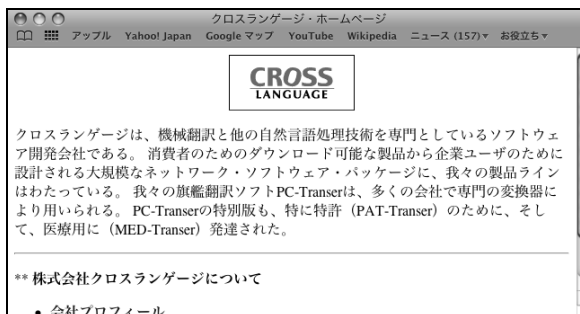 クロスランゲージ・ホームページ
アップル Yahoo! Japan Google マップ YouTube Wikipedia ニュース (157)▾ お役立ち▾
CROSS
LANGUAGE
クロスランゲージは、機械翻訳と他の自然言語処理技術を専門としているソフトウェ
ア開発会社である。 消費者のためのダウンロード可能な製品から企業ユーザのために
設計される大規模なネットワーク・ソフトウェア・パッケージに、我々の製品ライン
はわたっている。 我々の旗艦翻訳ソフトPC-Transerは、多くの会社で専門の変換器に
より用いられる。 PC-Transerの特別版も、特に特許（PAT-Transer）のために、そし
て、医療用に（MED-Transer）発達された。
** 株式会社クロスランゲージについて
• 会社プロフィール